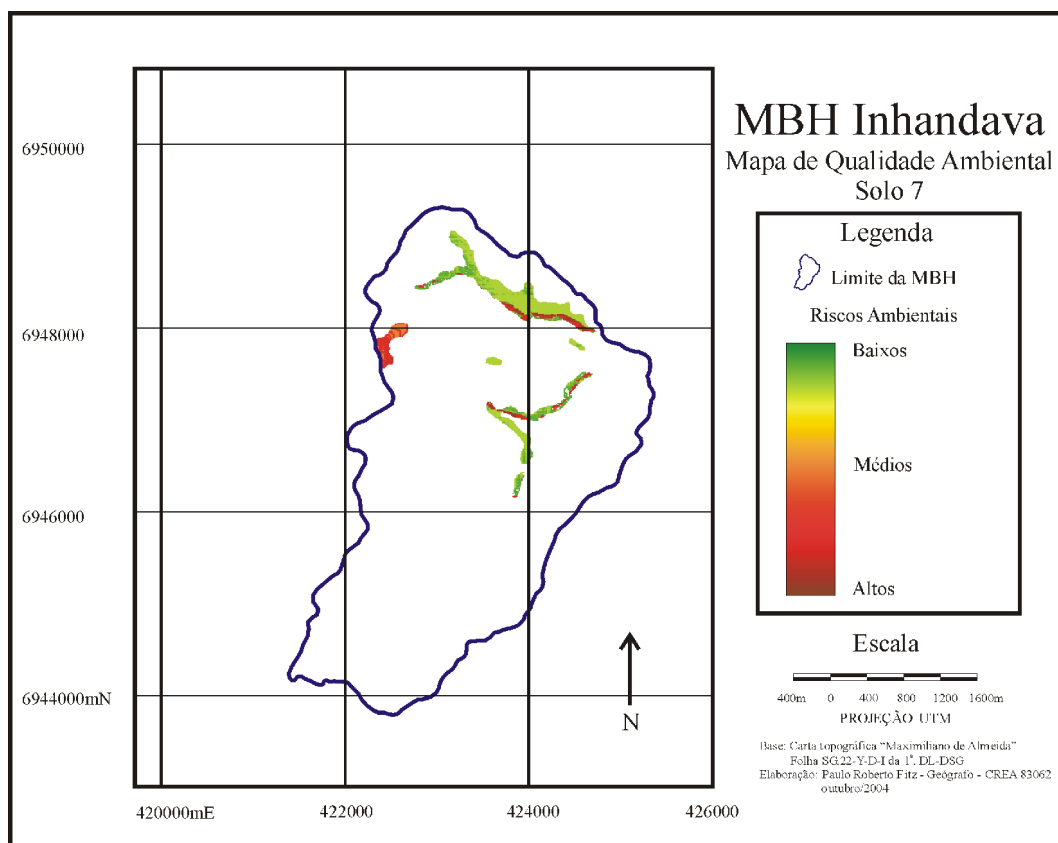 MBH Inhandava
Mapa de Qualidade Ambiental
Solo 7
Legenda
Limite da MBH
Riscos Ambientais
Baixos
Médios
Altos
Escala
400m 0 400 800 1200 1600m
PROJEÇÃO UTM
Base: Carta topográfica "Maximiliano de Almeida"
Folha SG.22-Y-D-I da 1ª. DL-DSG
Elaboração: Paulo Roberto Fitz - Geógrafo - CREA 83062
outubro/2004
6950000
6948000
6946000
6944000mN
N
420000mE 422000 424000 426000